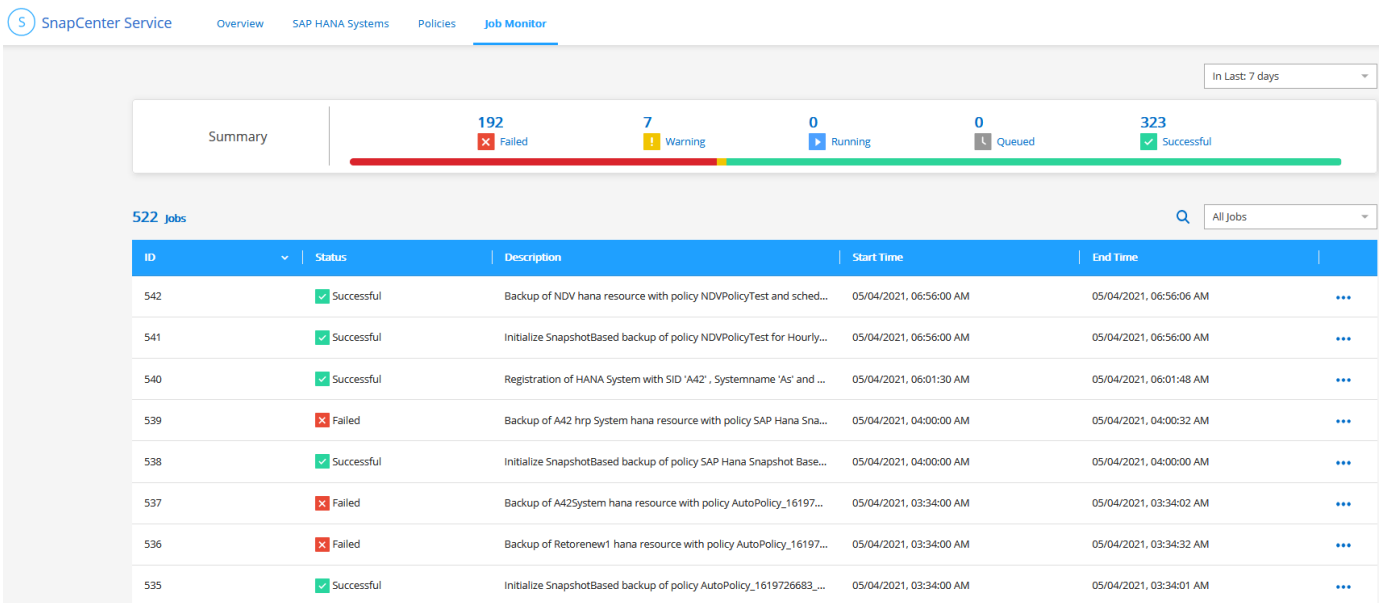 S SnapCenter Service Overview SAP HANA Systems Policies Job Monitor
In Last: 7 days
Summary
192 7 0 0 323
Failed Warning Running Queued Successful
522 Jobs All Jobs
ID Status Description Start Time End Time
542 Successful Backup of NDV hana resource with policy NDVPolicyTest and sched... 05/04/2021, 06:56:00 AM 05/04/2021, 06:56:06 AM
541 Successful Initialize SnapshotBased backup of policy NDVPolicyTest for Hourly... 05/04/2021, 06:56:00 AM 05/04/2021, 06:56:00 AM
540 Successful Registration of HANA System with SID 'A42' , Systemname 'As' and ... 05/04/2021, 06:01:30 AM 05/04/2021, 06:01:48 AM
539 Failed Backup of A42 hrp System hana resource with policy SAP Hana Sna... 05/04/2021, 04:00:00 AM 05/04/2021, 04:00:32 AM
538 Successful Initialize SnapshotBased backup of policy SAP Hana Snapshot Base... 05/04/2021, 04:00:00 AM 05/04/2021, 04:00:00 AM
537 Failed Backup of A42System hana resource with policy AutoPolicy_16197... 05/04/2021, 03:34:00 AM 05/04/2021, 03:34:02 AM
536 Failed Backup of Retorenew1 hana resource with policy AutoPolicy_16197... 05/04/2021, 03:34:00 AM 05/04/2021, 03:34:32 AM
535 Successful Initialize SnapshotBased backup of policy AutoPolicy_1619726683_... 05/04/2021, 03:34:00 AM 05/04/2021, 03:34:01 AM